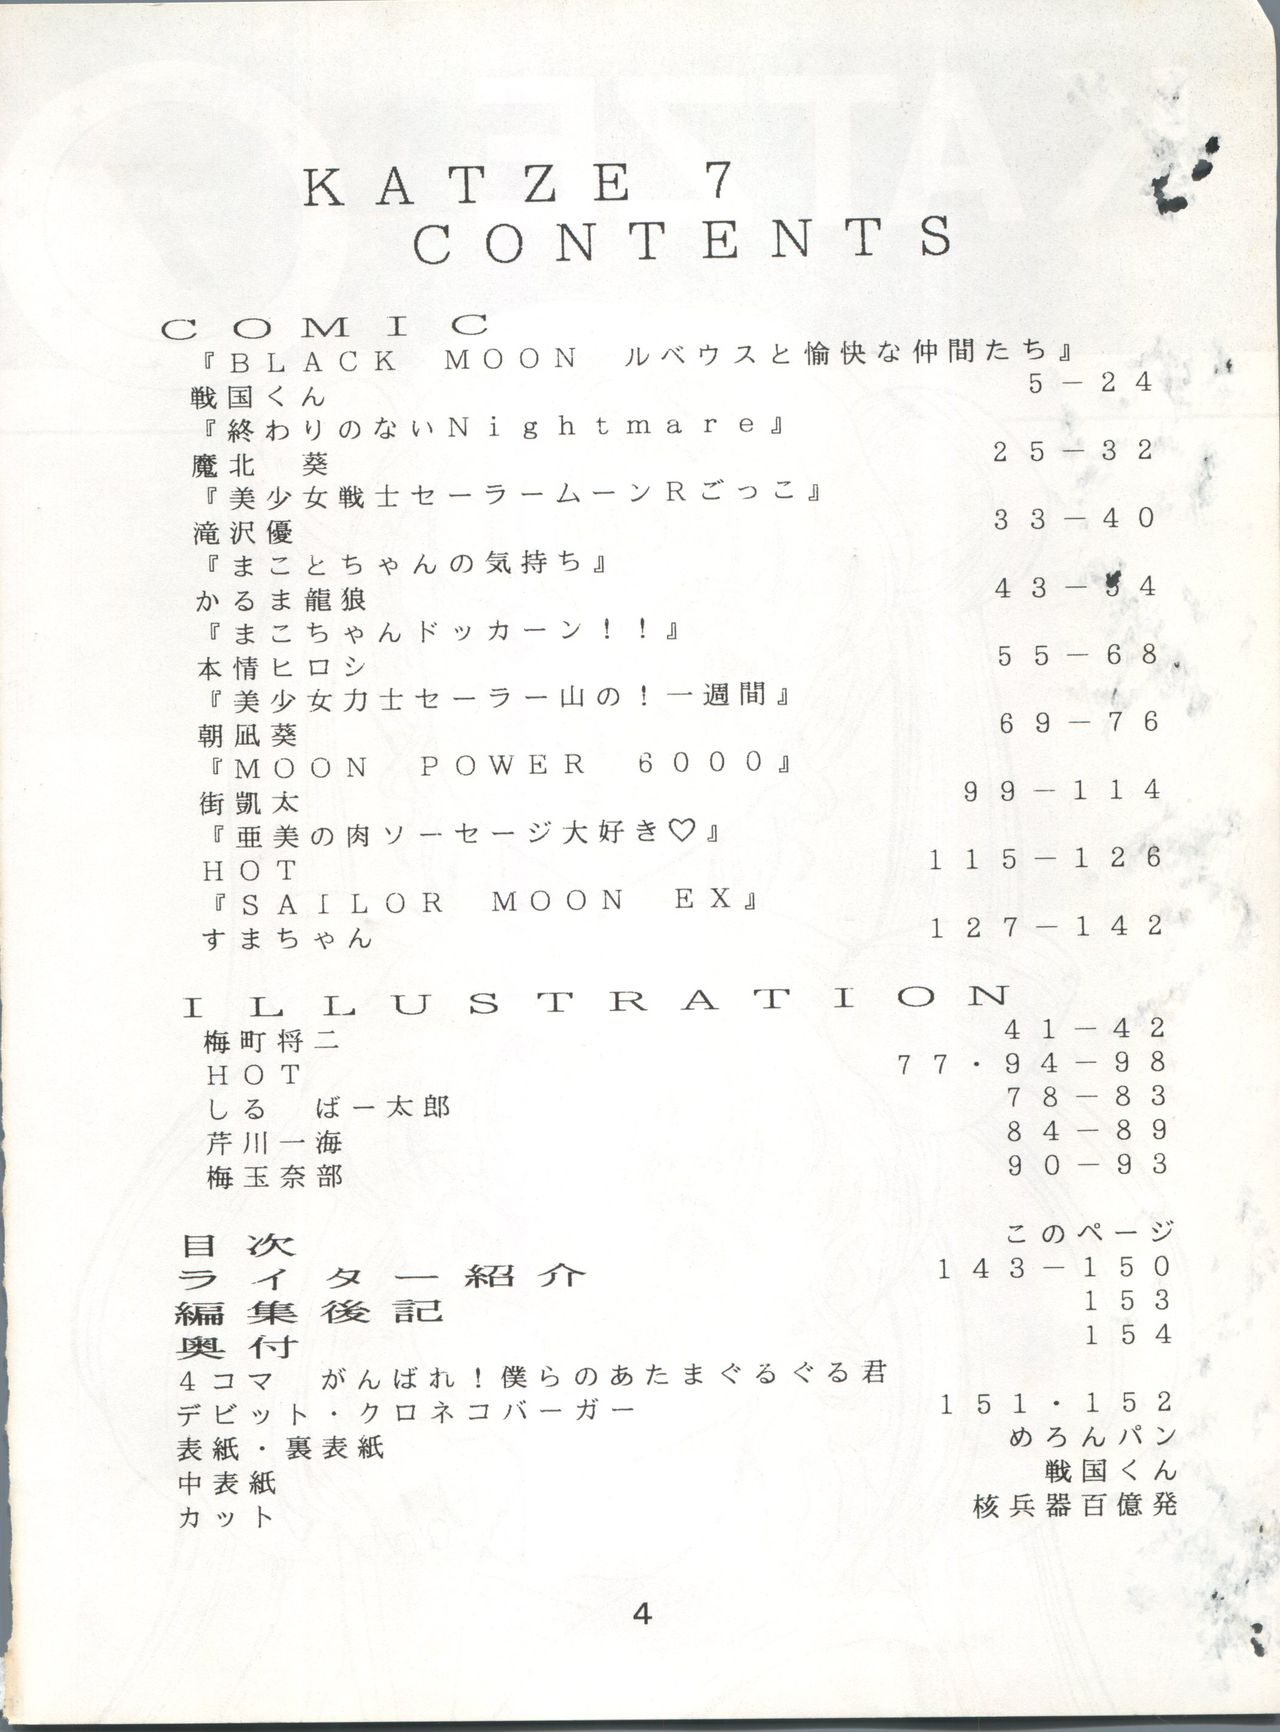 KATZE 7
CONTENTS
COMIC
『BLACK MOON ルベウスと愉快な仲間たち』
戦国くん 5－24
『終わりのないNightmare』
魔北 葵 25－32
『美少女戦士セーラームーンRごっこ』
滝沢優 33－40
『まことちゃんの気持ち』
かるま龍狼 43－54
『まこちゃんドッカーン！！』
本情ヒロシ 55－68
『美少女力士セーラー山の！一週間』
朝凪葵 69－76
『MOON POWER 6000』
街凱太 99－114
『亜美の肉ソーセージ大好き♡』
HOT 115－126
『SAILOR MOON EX』
すまちゃん 127－142
ILLUSTRATION
梅町将二 41－42
HOT 77・94－98
しる ばー太郎 78－83
芹川一海 84－89
梅玉奈部 90－93
目次 このページ
ライター紹介 143－150
編集後記 153
奥付 154
4コマ がんばれ！僕らのあたまぐるぐる君
デビット・クロネコバーガー 151・152
表紙・裏表紙 めろんパン
中表紙 戦国くん
カット 核兵器百億発
4